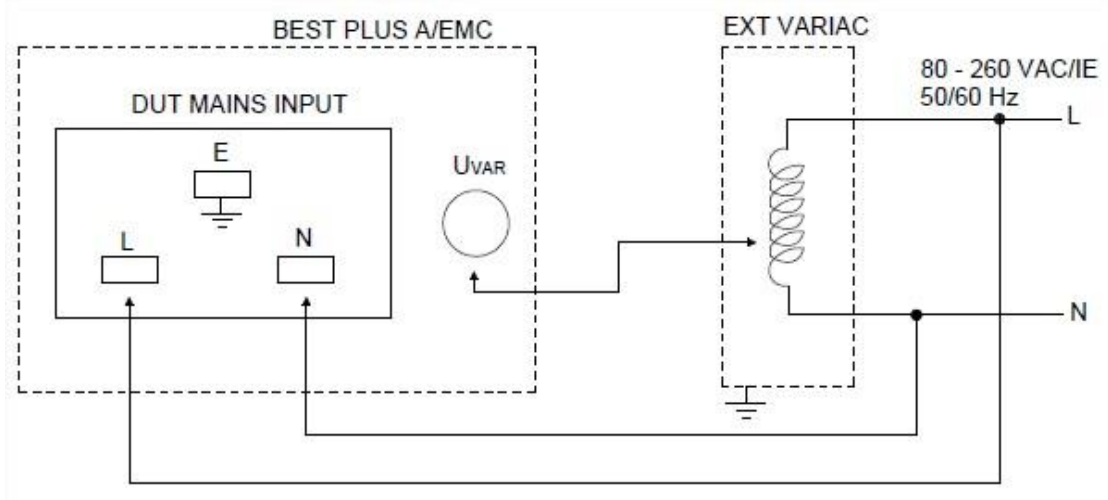 BEST PLUS A/EMC
EXT VARIAC
80 - 260 VAC/IE
50/60 Hz
DUT MAINS INPUT
L
E
UVAR
L
N
N